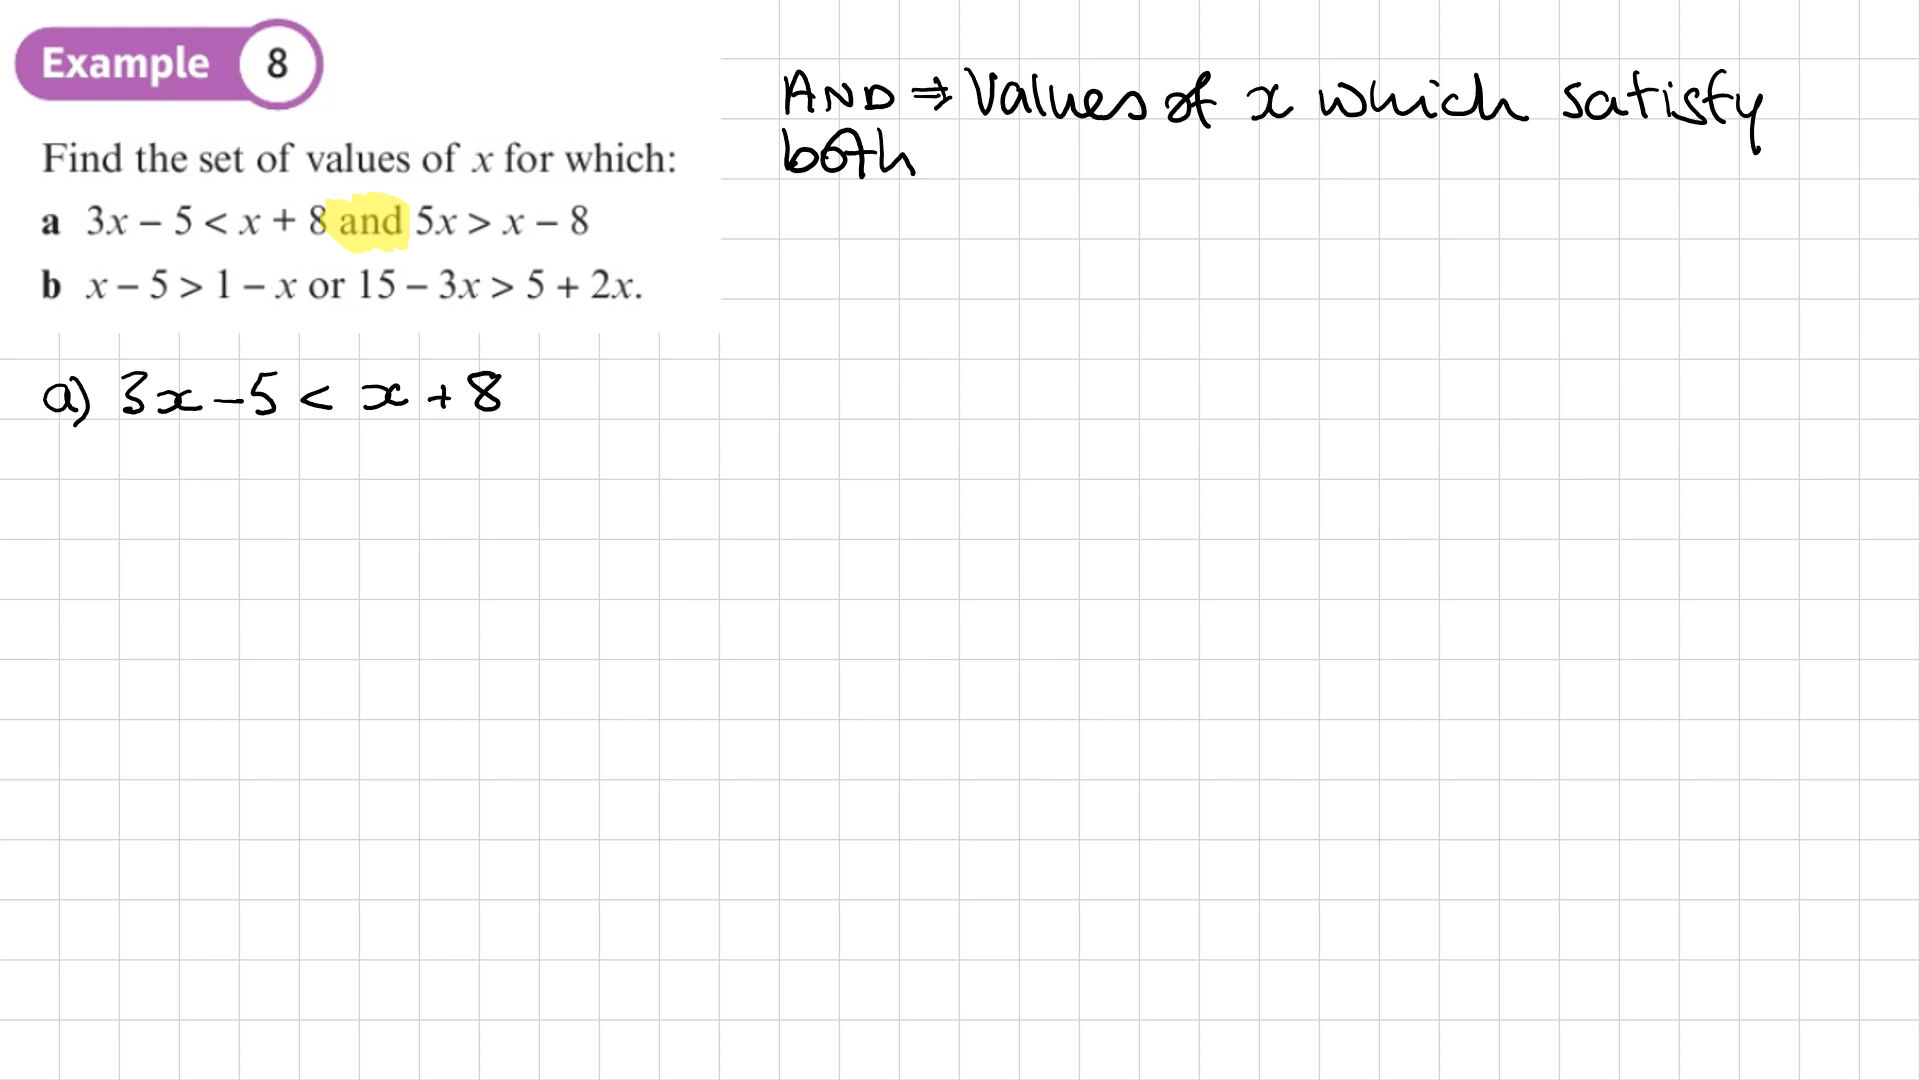 Example 8
Find the set of values of x for which:
a 3x – 5 < x + 8 and 5x > x – 8
b x – 5 > 1 – x or 15 – 3x > 5 + 2x.
AND ⇒ Values of x which satisfy
both
a) 3x – 5 < x + 8